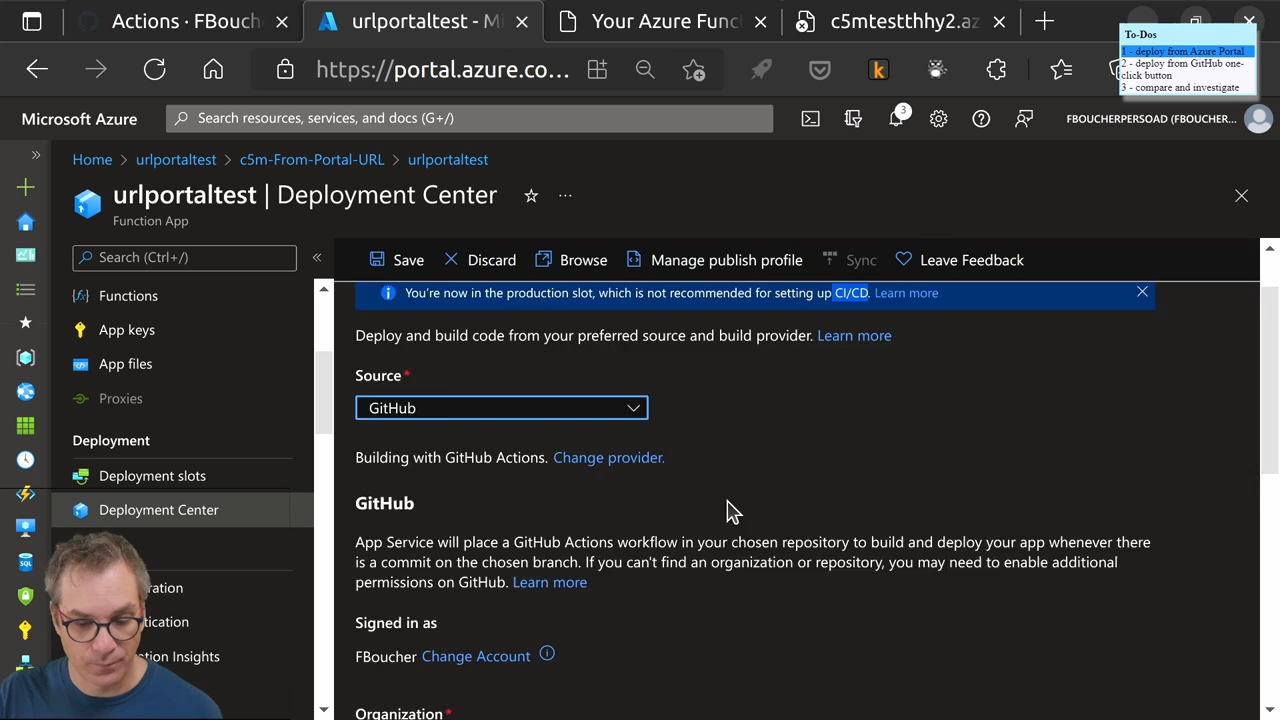 Actions · FBouch
urlportaltest - Mi
Your Azure Func
c5mtestthhy2.az
To-Dos
1 - deploy from Azure Portal
2 - deploy from GitHub one-
click button
3 - compare and investigate
https://portal.azure.co...
Microsoft Azure
Search resources, services, and docs (G+/)
3
FBOUCHERPERSOAD (FBOUCHER...
Home > urlportaltest > c5m-From-Portal-URL > urlportaltest
urlportaltest | Deployment Center
Function App
Search (Ctrl+/)
Save
Discard
Browse
Manage publish profile
Sync
Leave Feedback
Functions
App keys
App files
Proxies
Deployment
Deployment slots
Deployment Center
You're now in the production slot, which is not recommended for setting up CI/CD. Learn more
Deploy and build code from your preferred source and build provider. Learn more
Source*
GitHub
Building with GitHub Actions. Change provider.
GitHub
App Service will place a GitHub Actions workflow in your chosen repository to build and deploy your app whenever there
is a commit on the chosen branch. If you can't find an organization or repository, you may need to enable additional
permissions on GitHub. Learn more
Signed in as
FBoucher Change Account
Organization*